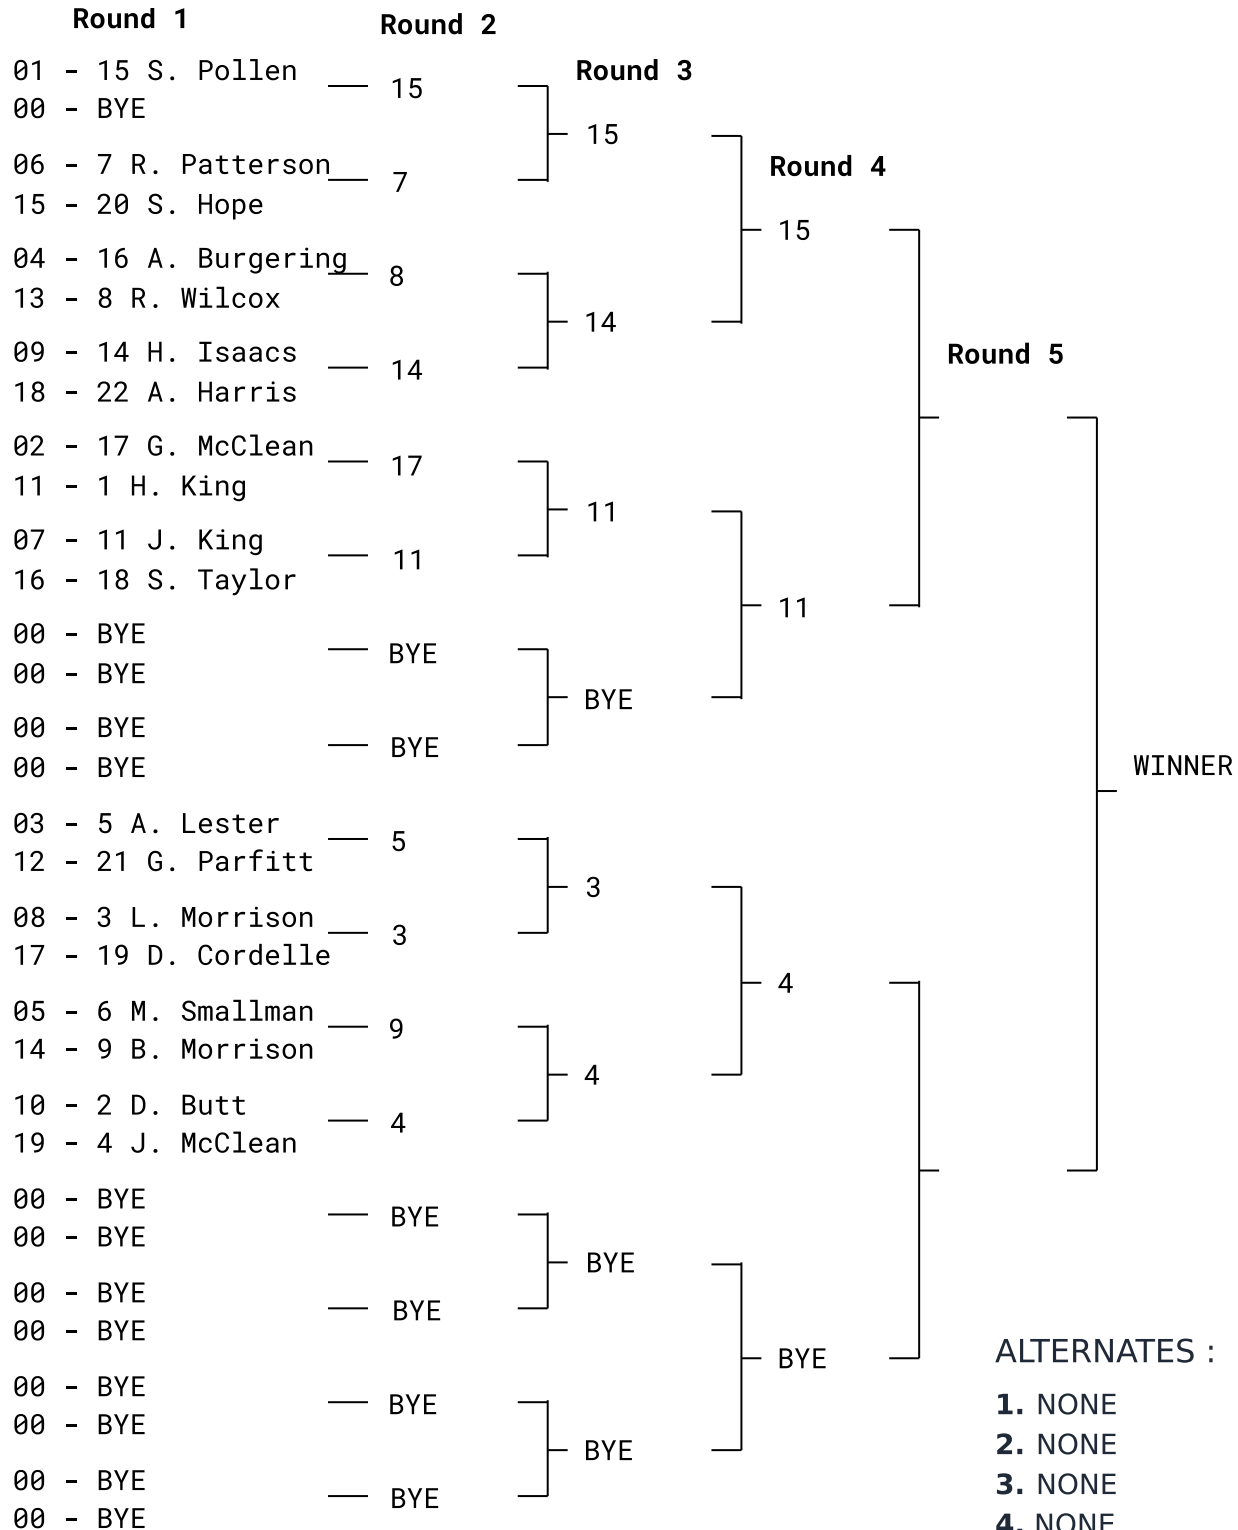 Round 1
01 - 15 S. Pollen
00 - BYE
06 - 7 R. Patterson
15 - 20 S. Hope
04 - 16 A. Burgering
13 - 8 R. Wilcox
09 - 14 H. Isaacs
18 - 22 A. Harris
02 - 17 G. McClean
11 - 1 H. King
07 - 11 J. King
16 - 18 S. Taylor
00 - BYE
00 - BYE
00 - BYE
00 - BYE
03 - 5 A. Lester
12 - 21 G. Parfitt
08 - 3 L. Morrison
17 - 19 D. Cordelle
05 - 6 M. Smallman
14 - 9 B. Morrison
10 - 2 D. Butt
19 - 4 J. McClean
00 - BYE
00 - BYE
00 - BYE
00 - BYE
00 - BYE
00 - BYE
00 - BYE
00 - BYE
Round 2
15
7
8
14
17
11
BYE
BYE
5
3
9
4
BYE
BYE
BYE
BYE
Round 3
15
14
11
BYE
3
4
BYE
BYE
Round 4
15
11
4
BYE
Round 5
WINNER
ALTERNATES :
1. NONE
2. NONE
3. NONE
4. NONE